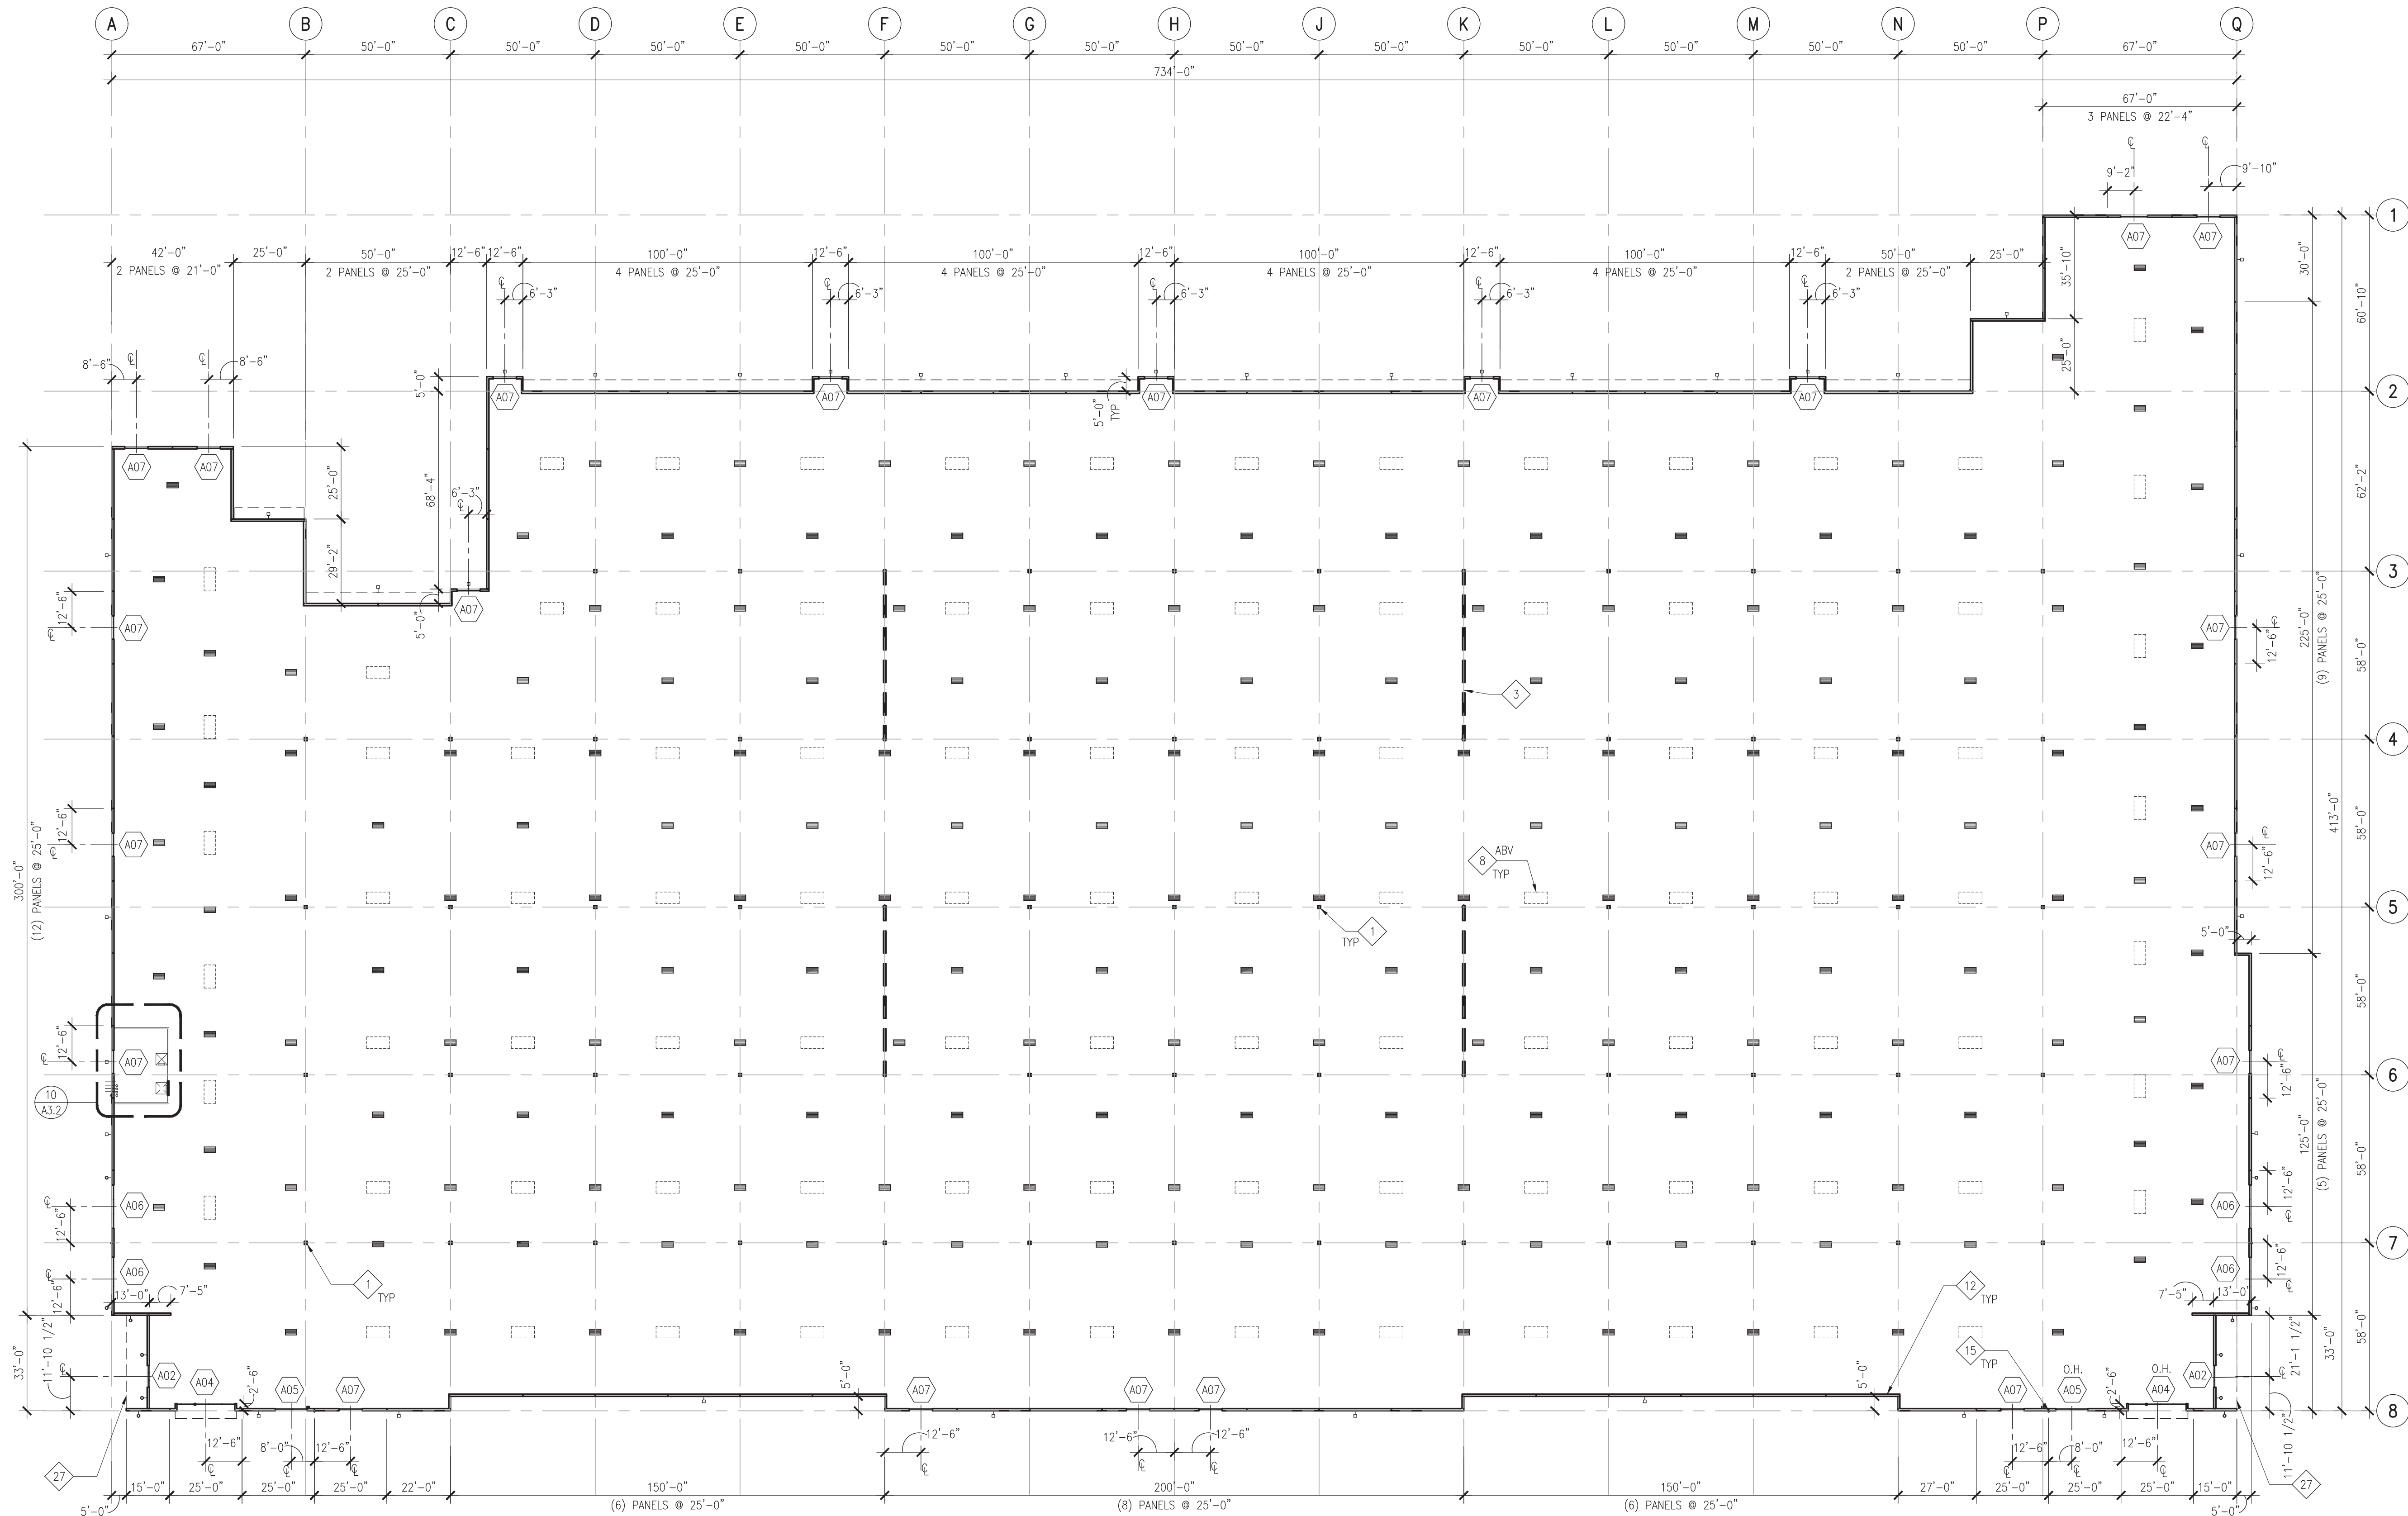 A B C D E F G H J K L M N P Q
67'-0" 50'-0" 50'-0" 50'-0" 50'-0" 50'-0" 50'-0" 50'-0" 50'-0" 50'-0" 50'-0" 50'-0" 50'-0" 67'-0"
734'-0"
67'-0"
3 PANELS @ 22'-4"
℄ ℄
9'-2" 9'-10"
1
A07 A07
42'-0" 25'-0" 50'-0" 12'-6" 12'-6" 100'-0" 12'-6" 100'-0" 12'-6" 100'-0" 100'-0" 12'-6" 50'-0" 25'-0"
2 PANELS @ 21'-0" 2 PANELS @ 25'-0" 4 PANELS @ 25'-0" 4 PANELS @ 25'-0" 4 PANELS @ 25'-0" 12'-6" 4 PANELS @ 25'-0" 2 PANELS @ 25'-0"
35'-10"
30'-0"
60'-10"
℄ 6'-3" ℄ 6'-3" ℄ 6'-3" ℄ 6'-3" ℄ 6'-3"
8'-6" ℄ ℄ 8'-6"
25'-0"
5'-0"
A07 A07 A07 A07 A07
2
5'-0"
TYP
A07 A07
25'-0"
68'-4"
6'-3"
℄
62'-2"
29'-2"
3
12'-6"
℄
A07
5'-0"
A07
A07
℄
12'-6"
225'-0"
(9) PANELS @ 25'-0"
58'-0"
3
4
12'-6"
℄
A07
8 ABV
TYP
A07
℄
12'-6"
58'-0"
413'-0"
300'-0"
(12) PANELS @ 25'-0"
5
1
TYP
5'-0"
58'-0"
12'-6"
℄
A07
A07
℄
12'-6"
6
10
A3.2
125'-0"
(5) PANELS @ 25'-0"
58'-0"
℄
12'-6"
A06
A06
12'-6"
℄
7
A06
℄
12'-6"
13'-0" 7'-5"
1
TYP
12
TYP
A06
12'-6"
℄
7'-5" 13'-0"
33'-0"
11'-10 1/2"
℄
A02 A04 A05 A07
2'-6"
5'-0"
A07 A07 A07
5'-0"
15
TYP
A07
O.H.
A05
2'-6"
O.H.
A04
A02
℄
21'-1 1/2"
33'-0"
58'-0"
8
11'-10 1/2"
12'-6" ℄ 8'-0" ℄ 12'-6" ℄
12'-6" ℄ 12'-6" ℄ 12'-6" ℄
12'-6" ℄ 8'-0" ℄ 12'-6" ℄
27
27
5'-0" 15'-0" 25'-0" 25'-0" 25'-0" 22'-0" 150'-0" 200'-0" 150'-0" 27'-0" 25'-0" 25'-0" 25'-0" 15'-0" 5'-0"
(6) PANELS @ 25'-0" (8) PANELS @ 25'-0" (6) PANELS @ 25'-0"